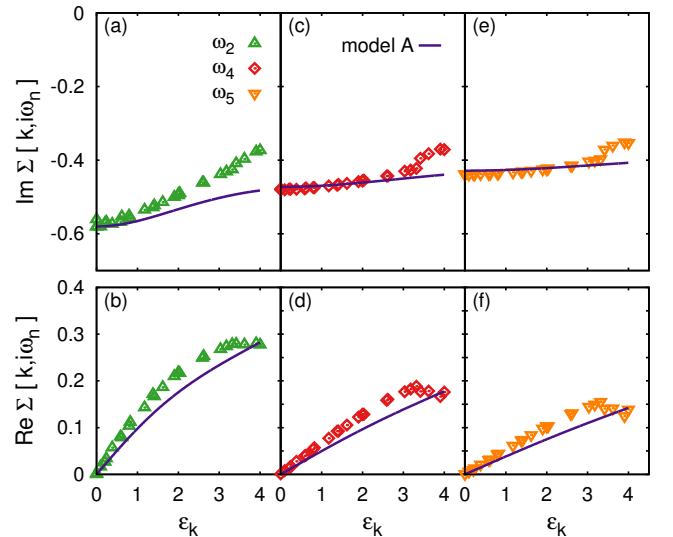 0
-0.2
-0.4
-0.6
Im Σ [ k,iωn]
(a)
ω2
ω4
ω5
(c)
model A
(e)
0.4
0.3
0.2
0.1
0
Re Σ [ k,iωn]
(b)
(d)
(f)
0 1 2 3 4
0 1 2 3 4
0 1 2 3 4
εk
εk
εk